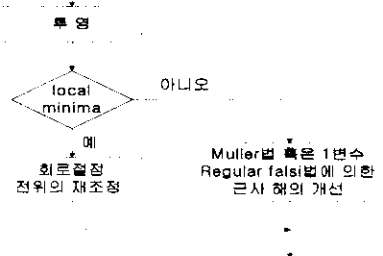 투 영
local
minima
아니오
예
회로절점
전위의 재조정
Muller법 혹은 1변수
Regular falsi법에 의한
근사 해의 개선